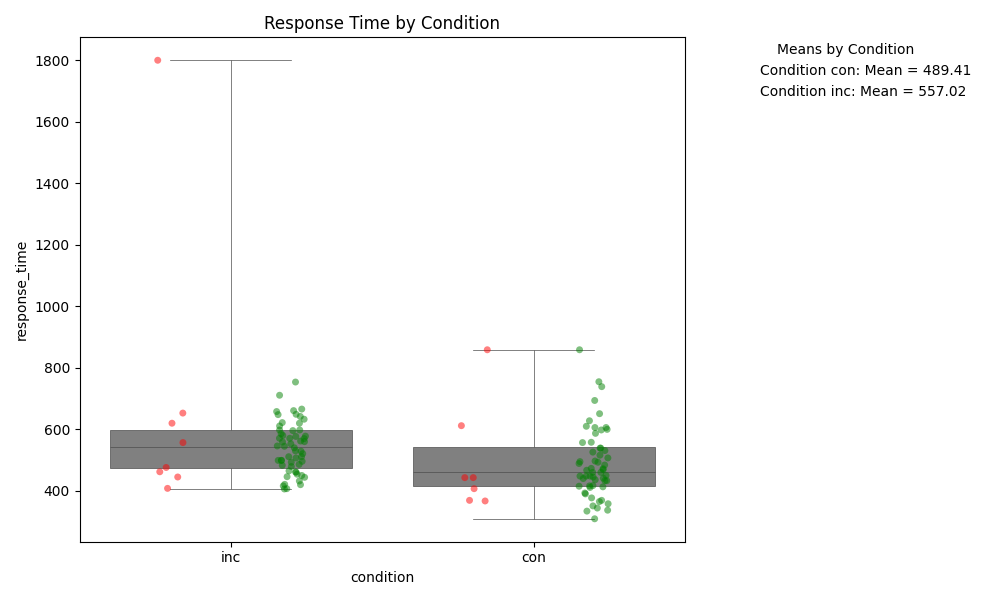 Response Time by Condition
Means by Condition
Condition con: Mean = 489.41
Condition inc: Mean = 557.02
response_time
1800
1600
1400
1200
1000
800
600
400
inc
con
condition